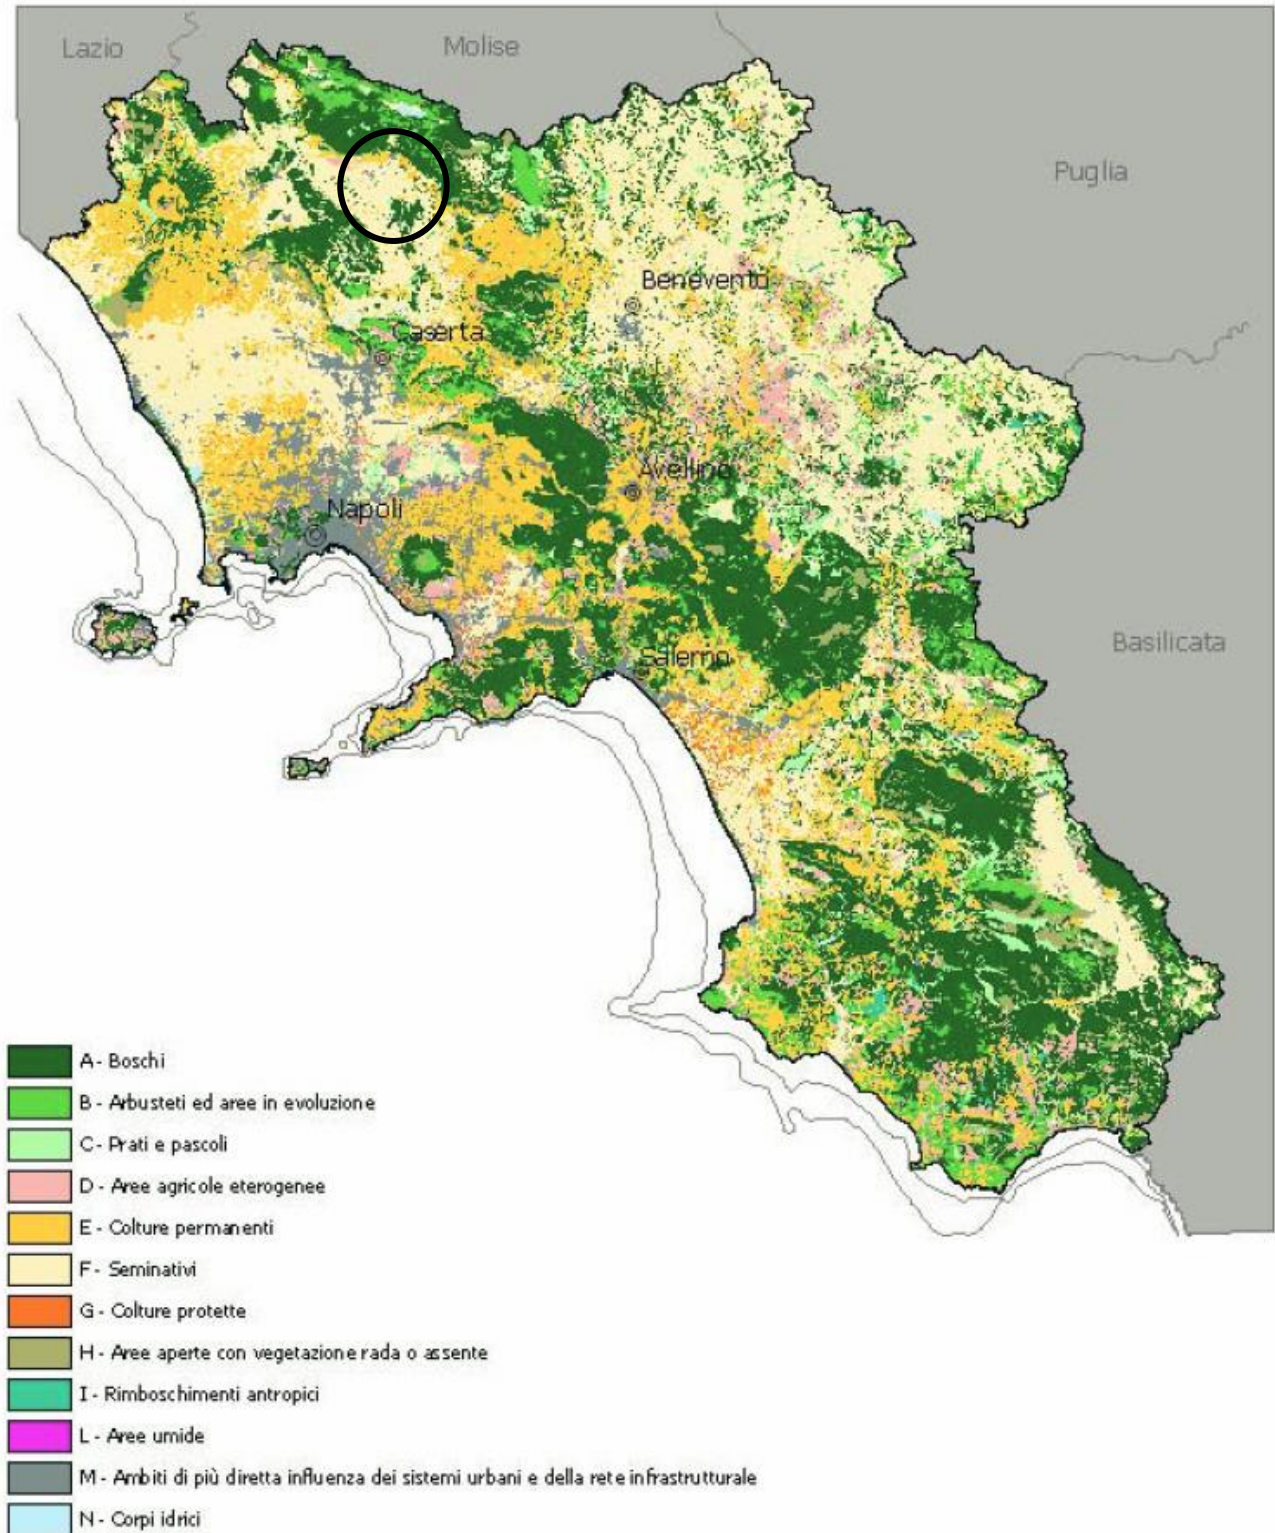 Lazio
Molise
Puglia
Benevento
Caserta
Avellino
Napoli
Salerno
Basilicata
A - Boschi
B - Arbusteti ed aree in evoluzione
C - Prati e pascoli
D - Aree agricole eterogenee
E - Colture permanenti
F - Seminativi
G - Colture protette
H - Aree aperte con vegetazione rada o assente
I - Rimboschimenti antropici
L - Aree umide
M - Ambiti di più diretta influenza dei sistemi urbani e della rete infrastrutturale
N - Corpi idrici